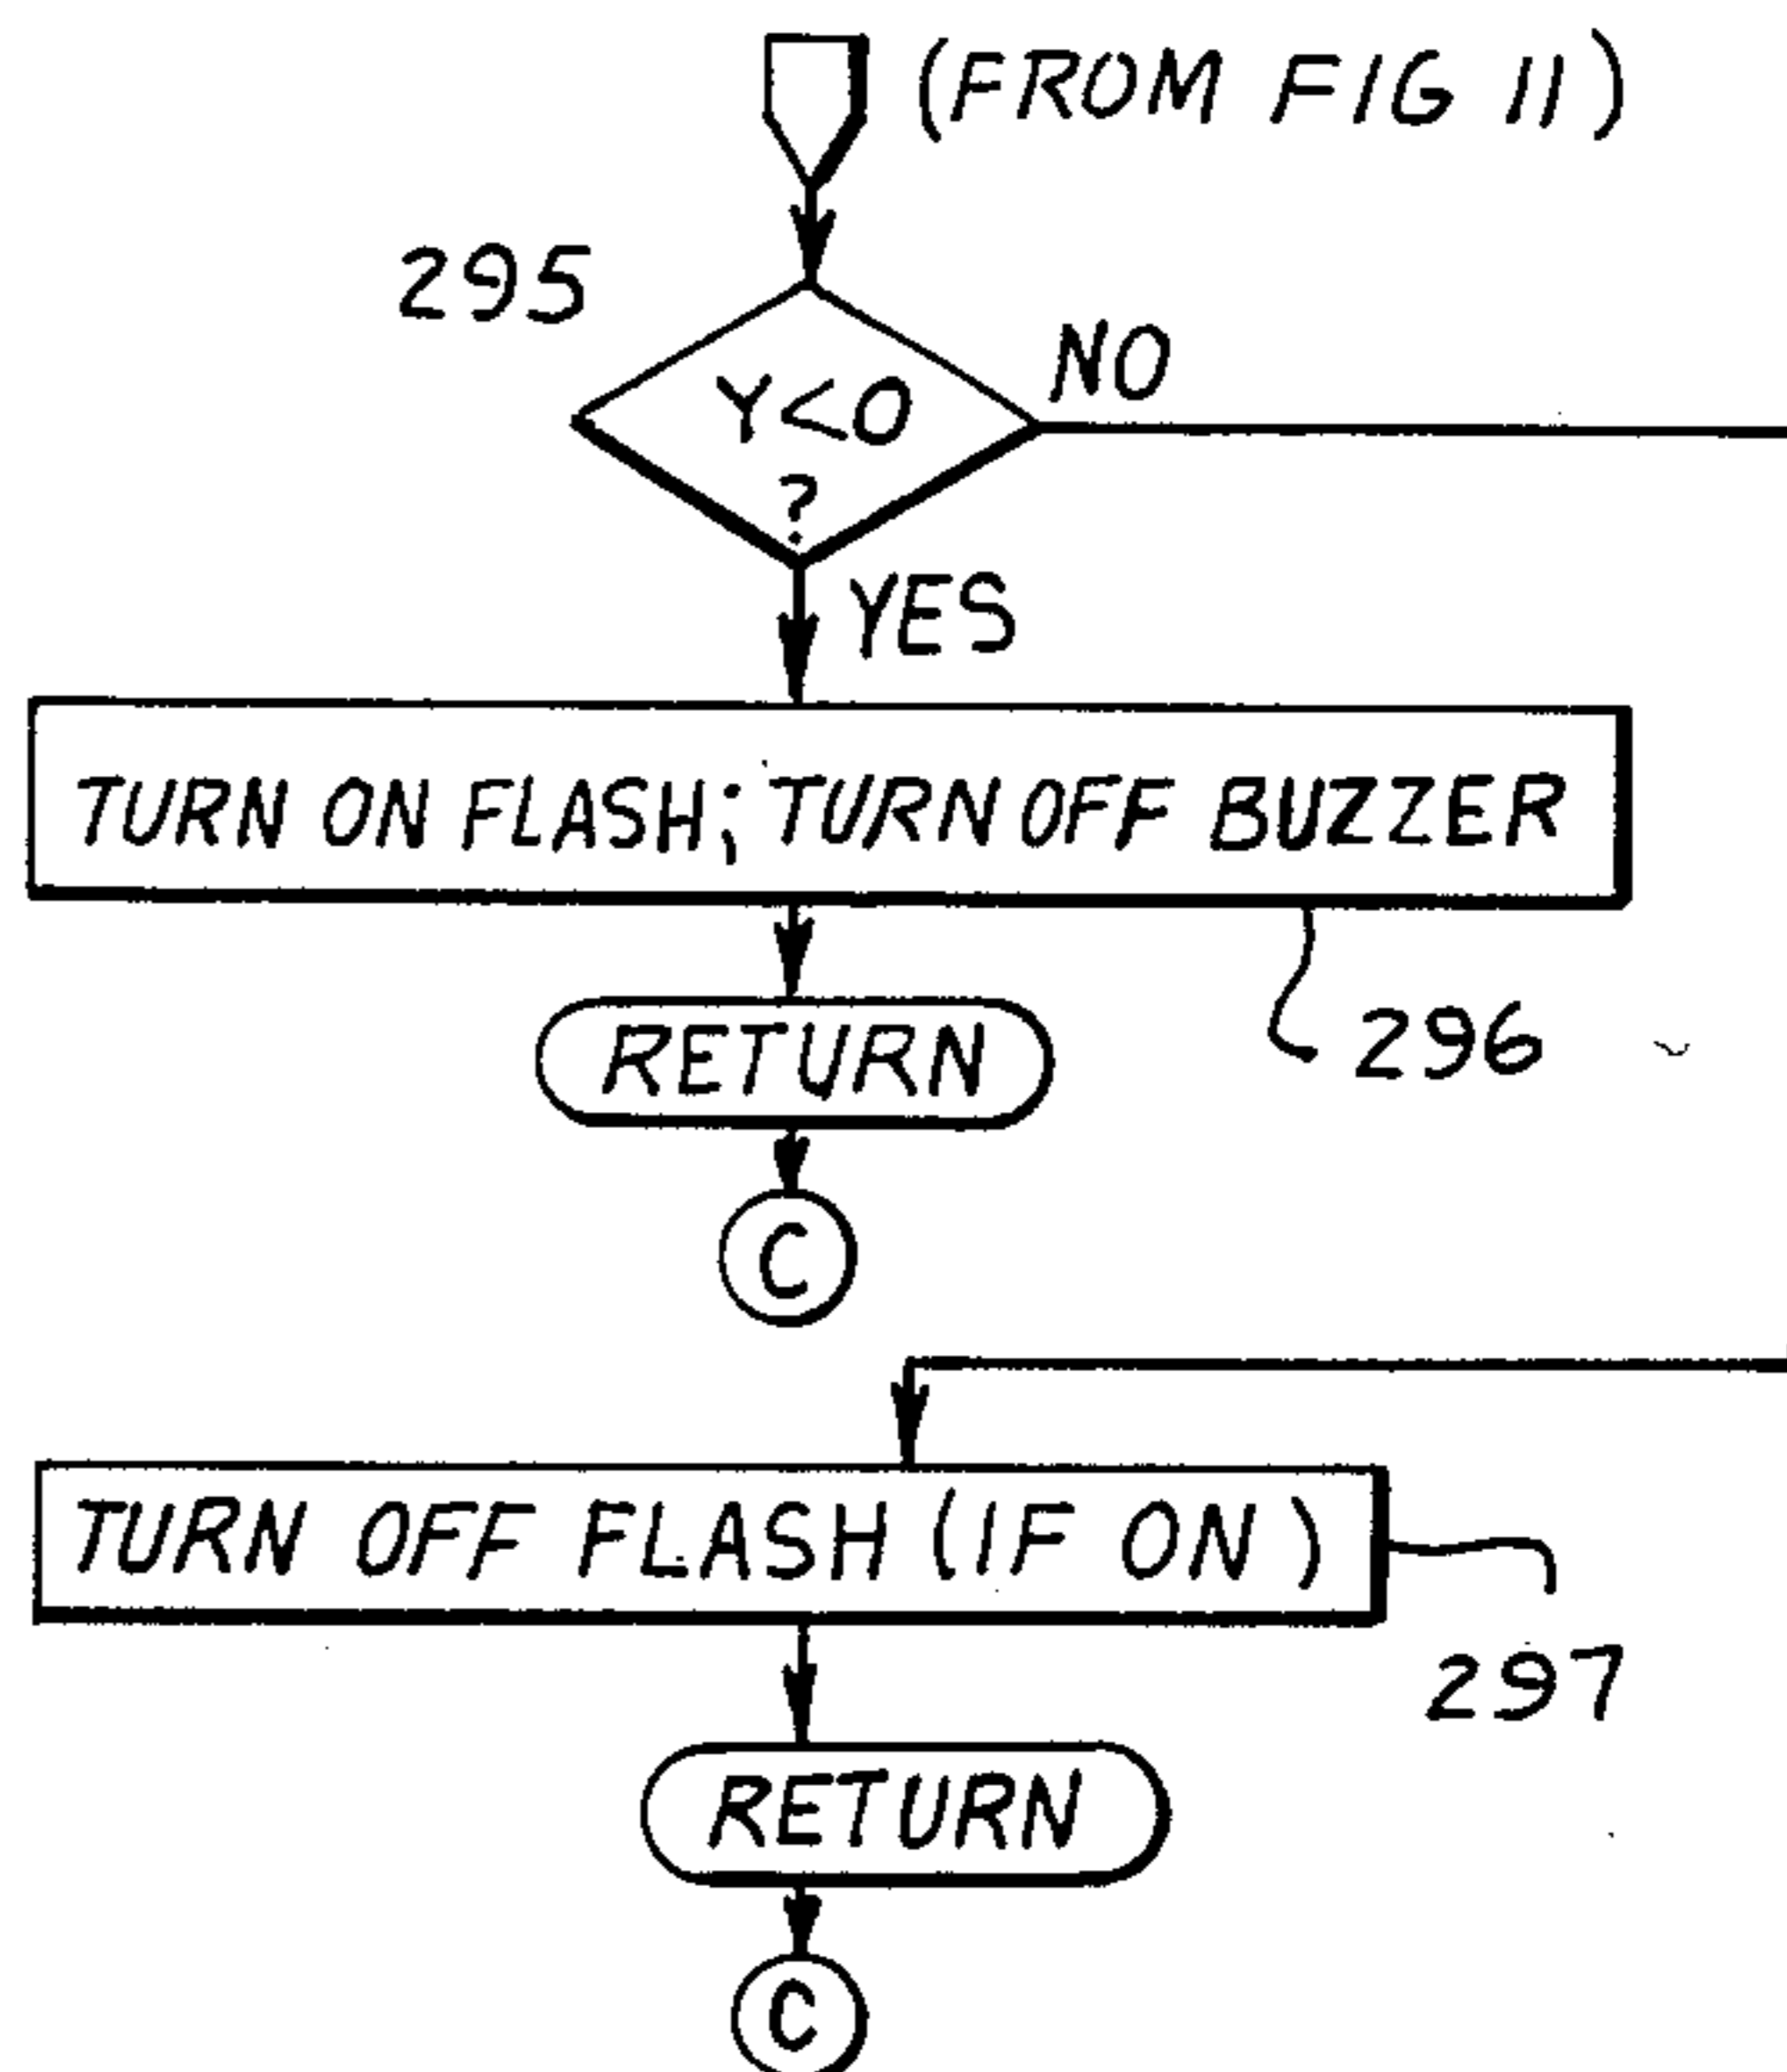 (FROM FIG 11)
295
Y<0
?
NO
YES
TURN ON FLASH; TURN OFF BUZZER
RETURN
296
C
TURN OFF FLASH (IF ON)
297
RETURN
C